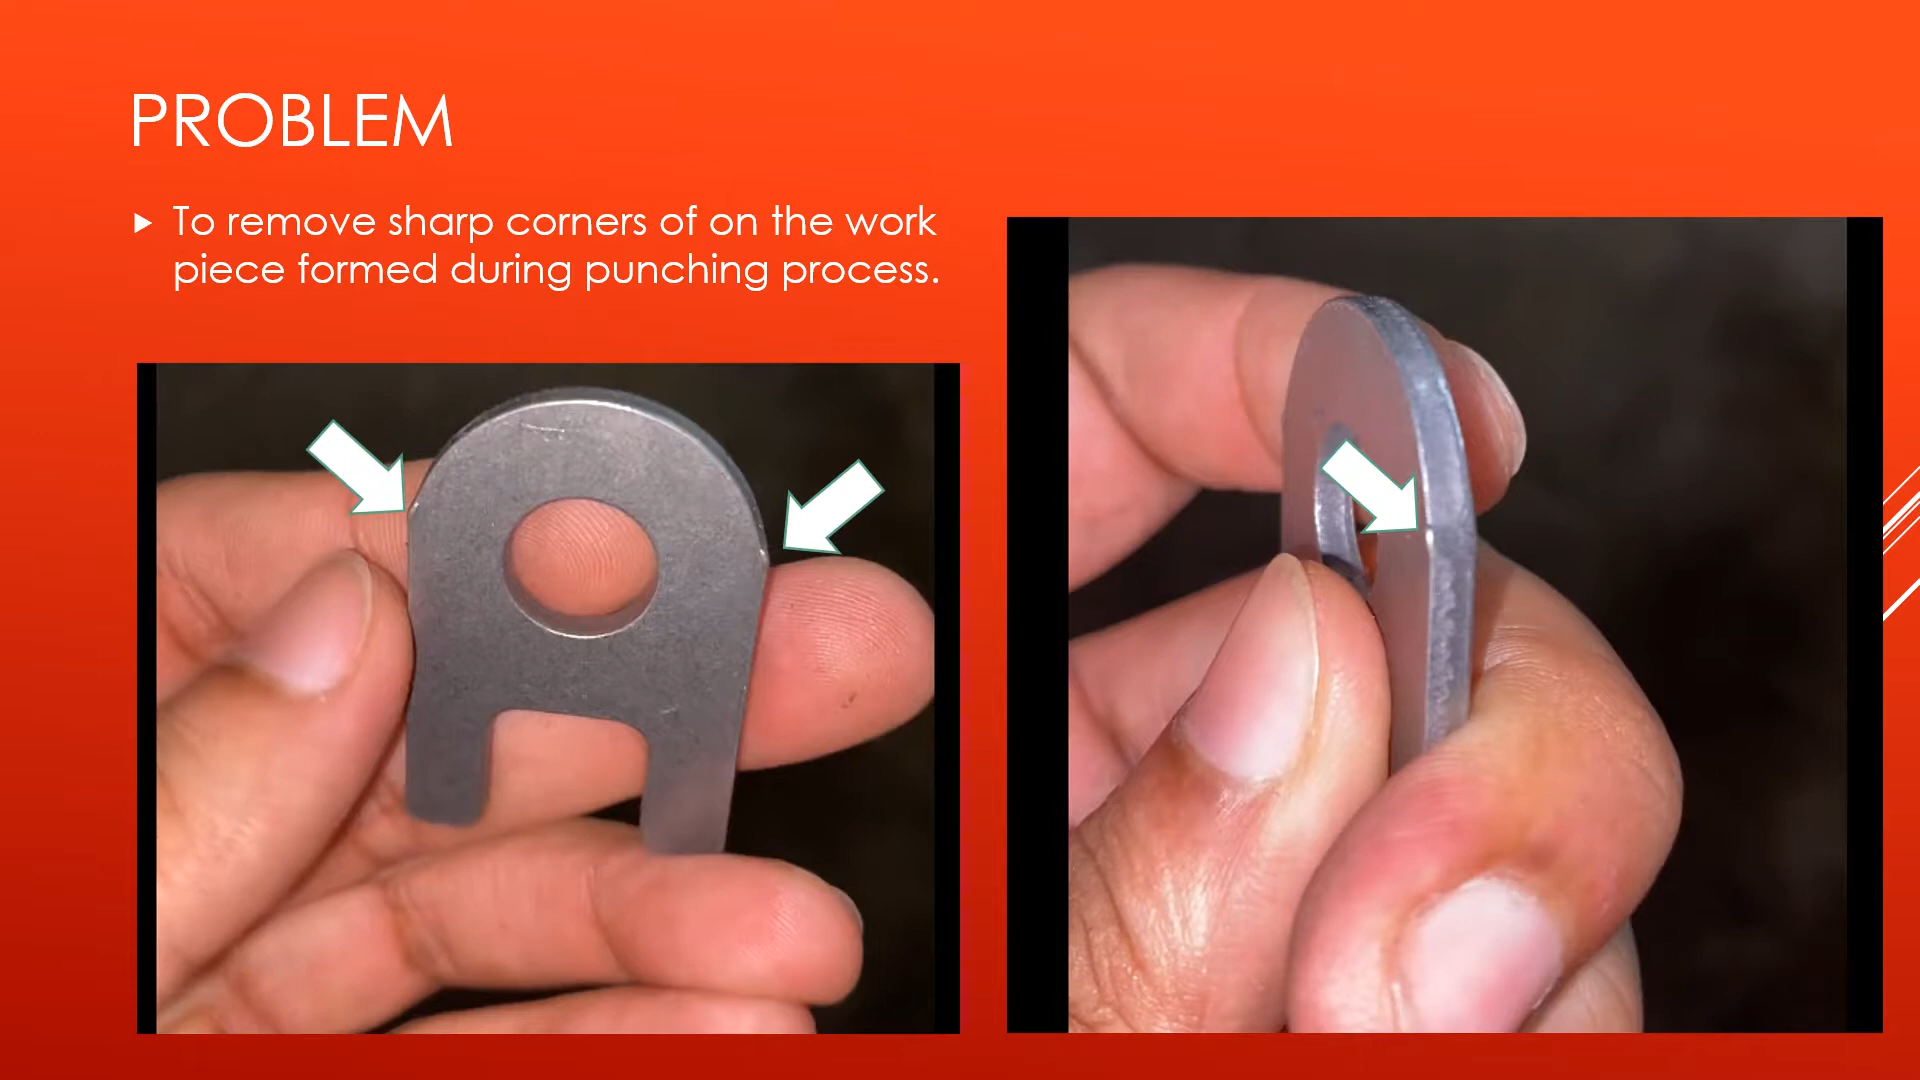 PROBLEM
To remove sharp corners of on the work
piece formed during punching process.